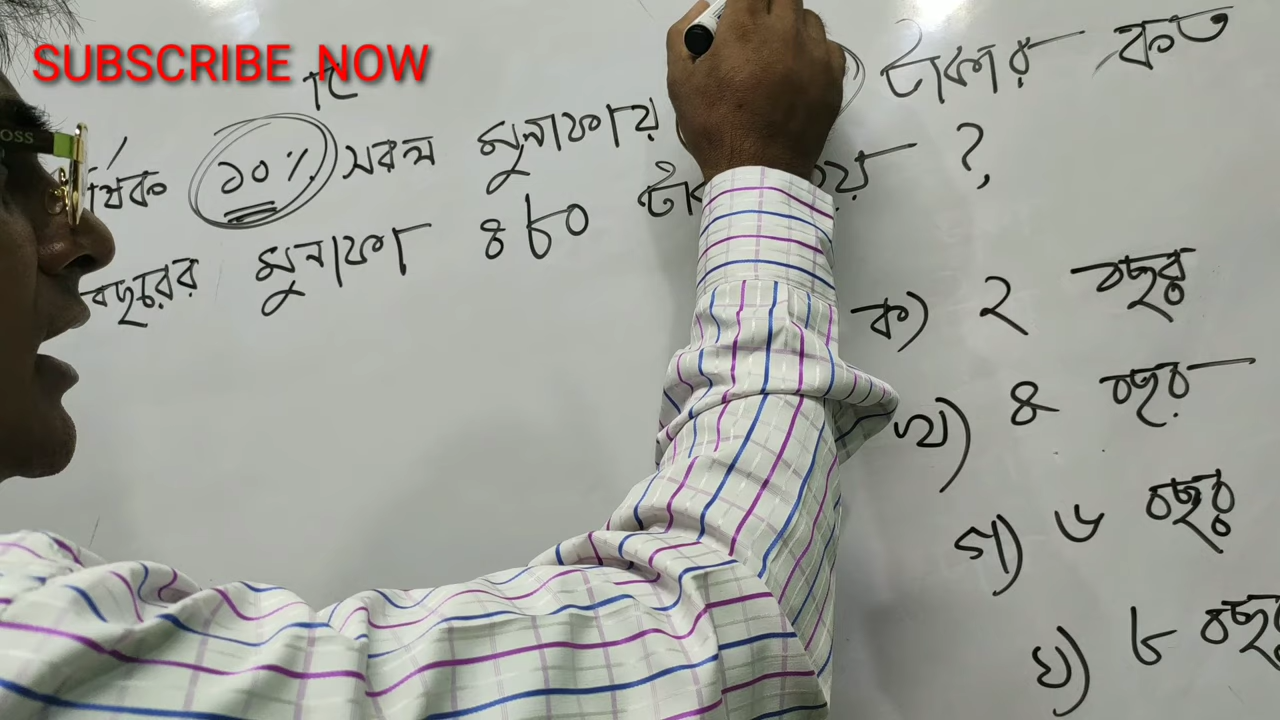 SUBSCRIBE NOW
হারে
র্ষিক ১০% সরল মুনাফায় টাকার কত
বছরের মুনাফা ৪৮০ ?
ক) ২ বছর
খ) ৪ বছর
গ) ৬ বছর
ঘ) ৮ বছর